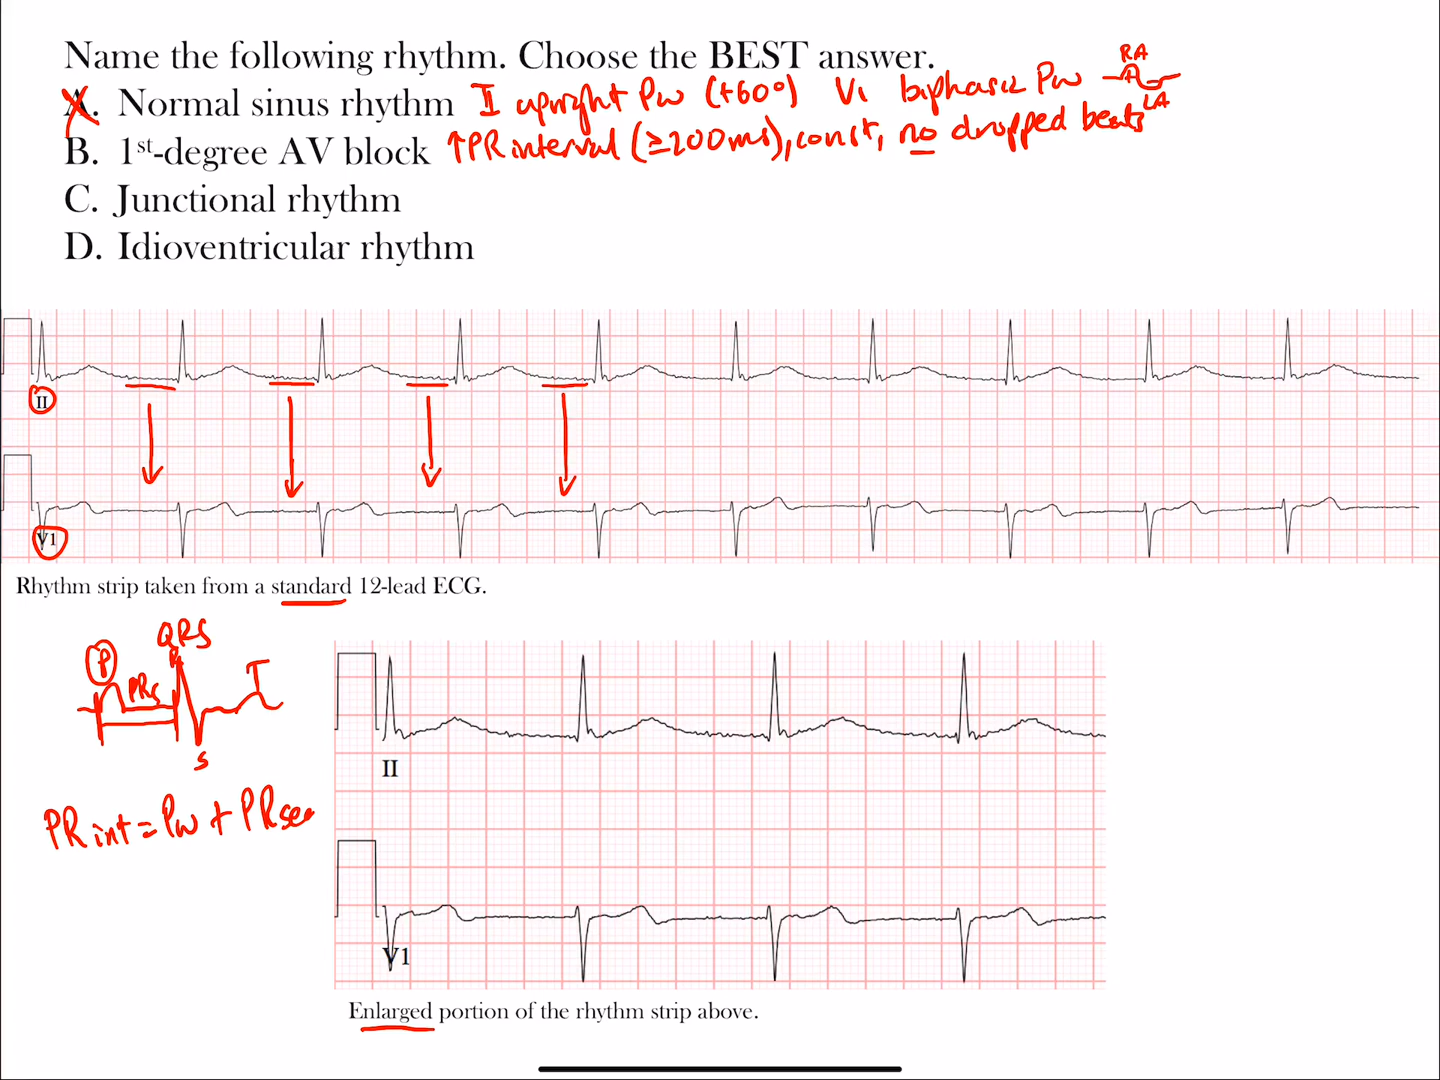 Name the following rhythm. Choose the BEST answer.
A. Normal sinus rhythm II upright Pw (+60°) V1 biphasic Pw RA LA
B. 1st-degree AV block ↑PR interval (≥200ms), const, no dropped beats
C. Junctional rhythm
D. Idioventricular rhythm
II
V1
Rhythm strip taken from a standard 12-lead ECG.
QRS
P PRs T
S
PR int = Pw + PR seg
II
V1
Enlarged portion of the rhythm strip above.